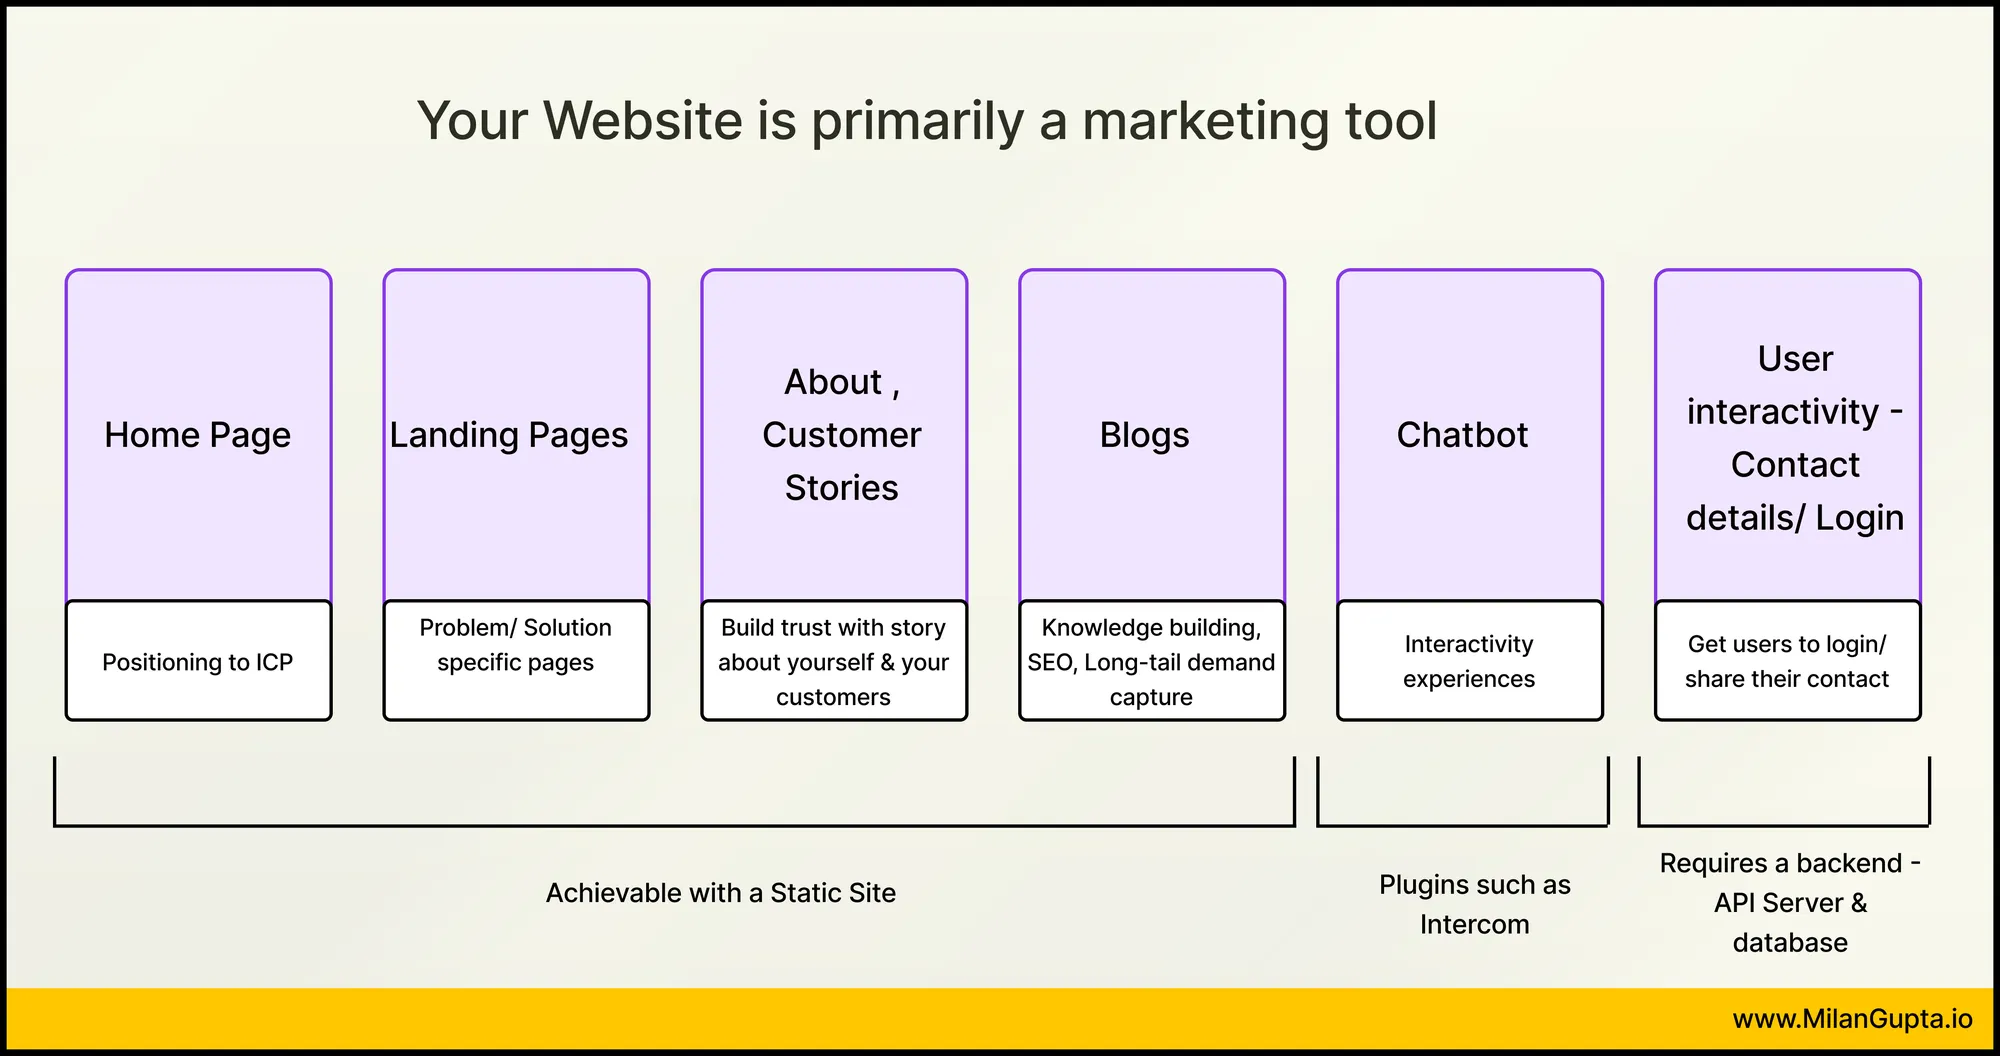 Your Website is primarily a marketing tool
Home Page
Positioning to ICP
Landing Pages
Problem/ Solution
specific pages
About ,
Customer
Stories
Build trust with story
about yourself & your
customers
Blogs
Knowledge building,
SEO, Long-tail demand
capture
Chatbot
Interactivity
experiences
User
interactivity -
Contact
details/ Login
Get users to login/
share their contact
Achievable with a Static Site
Plugins such as
Intercom
Requires a backend -
API Server &
database
www.MilanGupta.io